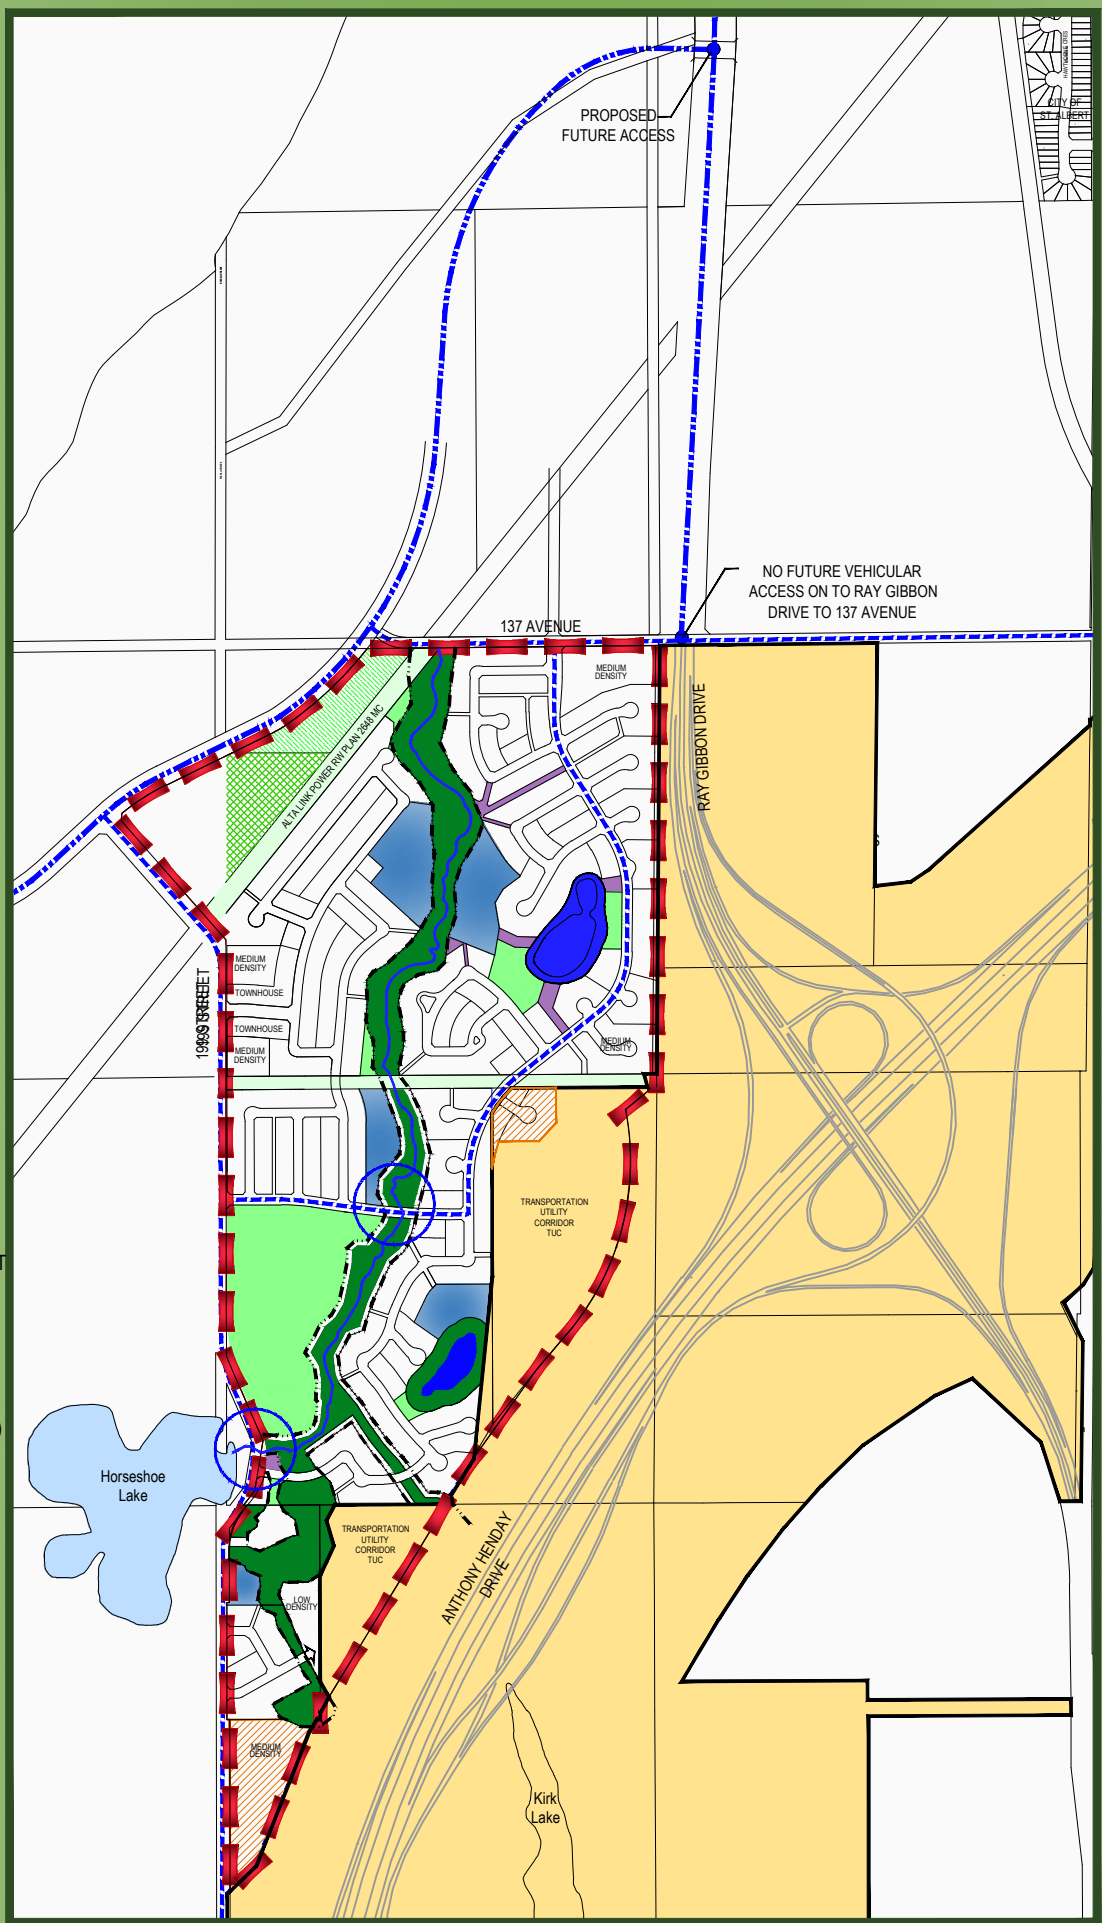 CITY OF
ST. ALBERT
PROPOSED
FUTURE ACCESS
NO FUTURE VEHICULAR
ACCESS ON TO RAY GIBBON
DRIVE TO 137 AVENUE
137 AVENUE
MEDIUM
DENSITY
RAY GIBBON DRIVE
ALTA LINK POWER RW PLAN 2648 MC
MEDIUM
DENSITY
TOWNHOUSE
TOWNHOUSE
MEDIUM
DENSITY
MEDIUM
DENSITY
STREET
TRANSPORTATION
UTILITY
CORRIDOR
TUC
Horseshoe
Lake
TRANSPORTATION
UTILITY
CORRIDOR
TUC
ANTHONY HENDAY
DRIVE
LOW
DENSITY
MEDIUM
DENSITY
Kirk
Lake